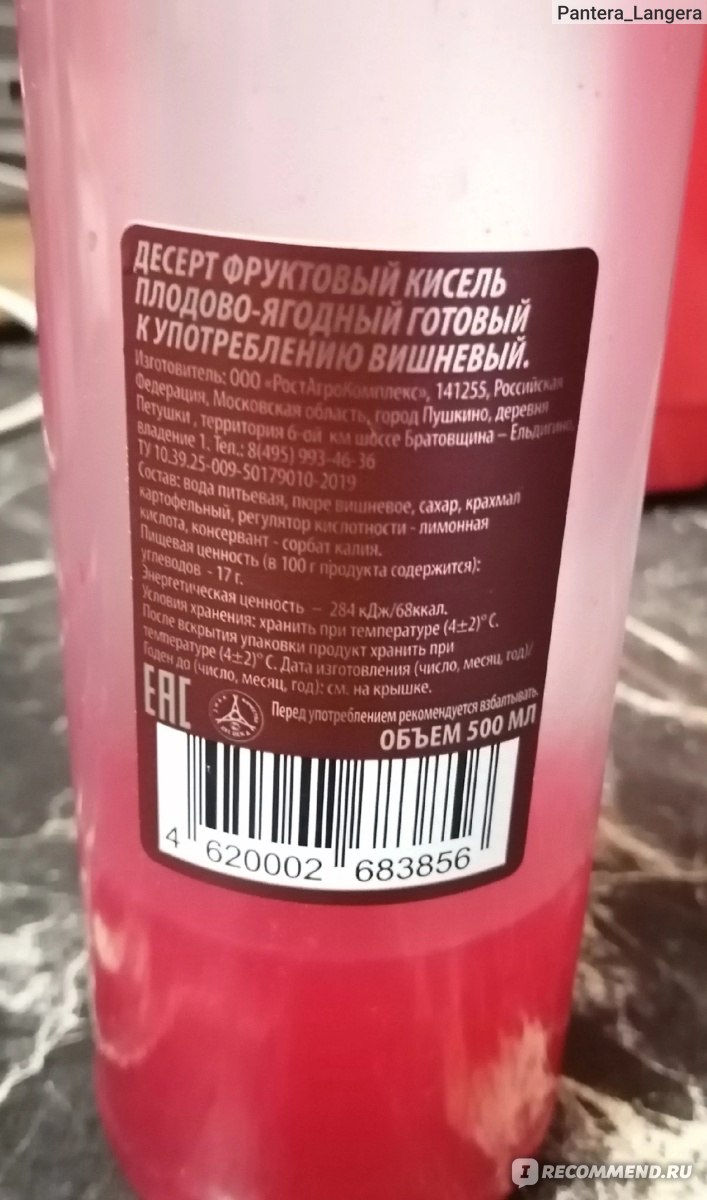 Pantera_Langera
ДЕСЕРТ ФРУКТОВЫЙ КИСЕЛЬ
ПЛОДОВО-ЯГОДНЫЙ ГОТОВЫЙ
К УПОТРЕБЛЕНИЮ ВИШНЕВЫЙ.
Изготовитель: ООО «РостАгроКомплекс», 141255, Российская
Федерация, Московская область, город Пушкино, деревня
Петушки , территория 6-ой км шоссе Братовщина – Ельдигино,
владение 1. Тел.: 8(495) 993-46-36
ТУ 10.39.25-009-50179010-2019
Состав: вода питьевая, пюре вишневое, сахар, крахмал
картофельный, регулятор кислотности - лимонная
кислота, консервант - сорбат калия.
Пищевая ценность (в 100 г продукта содержится):
углеводов - 17 г.
Энергетическая ценность – 284 кДж/68ккал.
Условия хранения: хранить при температуре (4±2)° С.
После вскрытия упаковки продукт хранить при
температуре (4±2)° С. Дата изготовления (число, месяц, год)/
Годен до (число, месяц, год): см. на крышке.
EAC
Перед употреблением рекомендуется взбалтывать.
ОБЪЕМ 500 МЛ
4 620002 683856
IRECOMMEND.RU